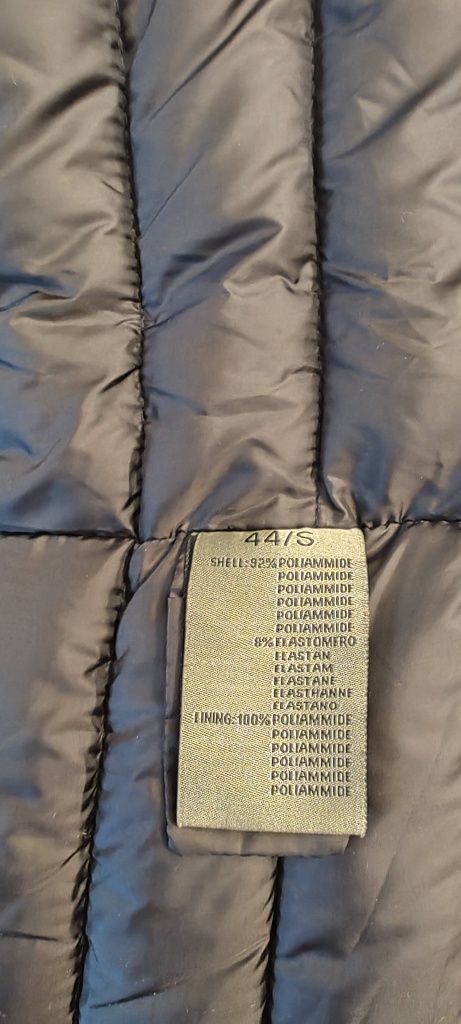 44/S
SHELL: 92% POLIAMMIDE
POLIAMMIDE
POLIAMMIDE
POLIAMMIDE
POLIAMMIDE
POLIAMMIDE
8% ELASTOMERO
ELASTAN
ELASTAM
ELASTANE
ELASTHANNE
ELASTANO
LINING: 100% POLIAMMIDE
POLIAMMIDE
POLIAMMIDE
POLIAMMIDE
POLIAMMIDE
POLIAMMIDE